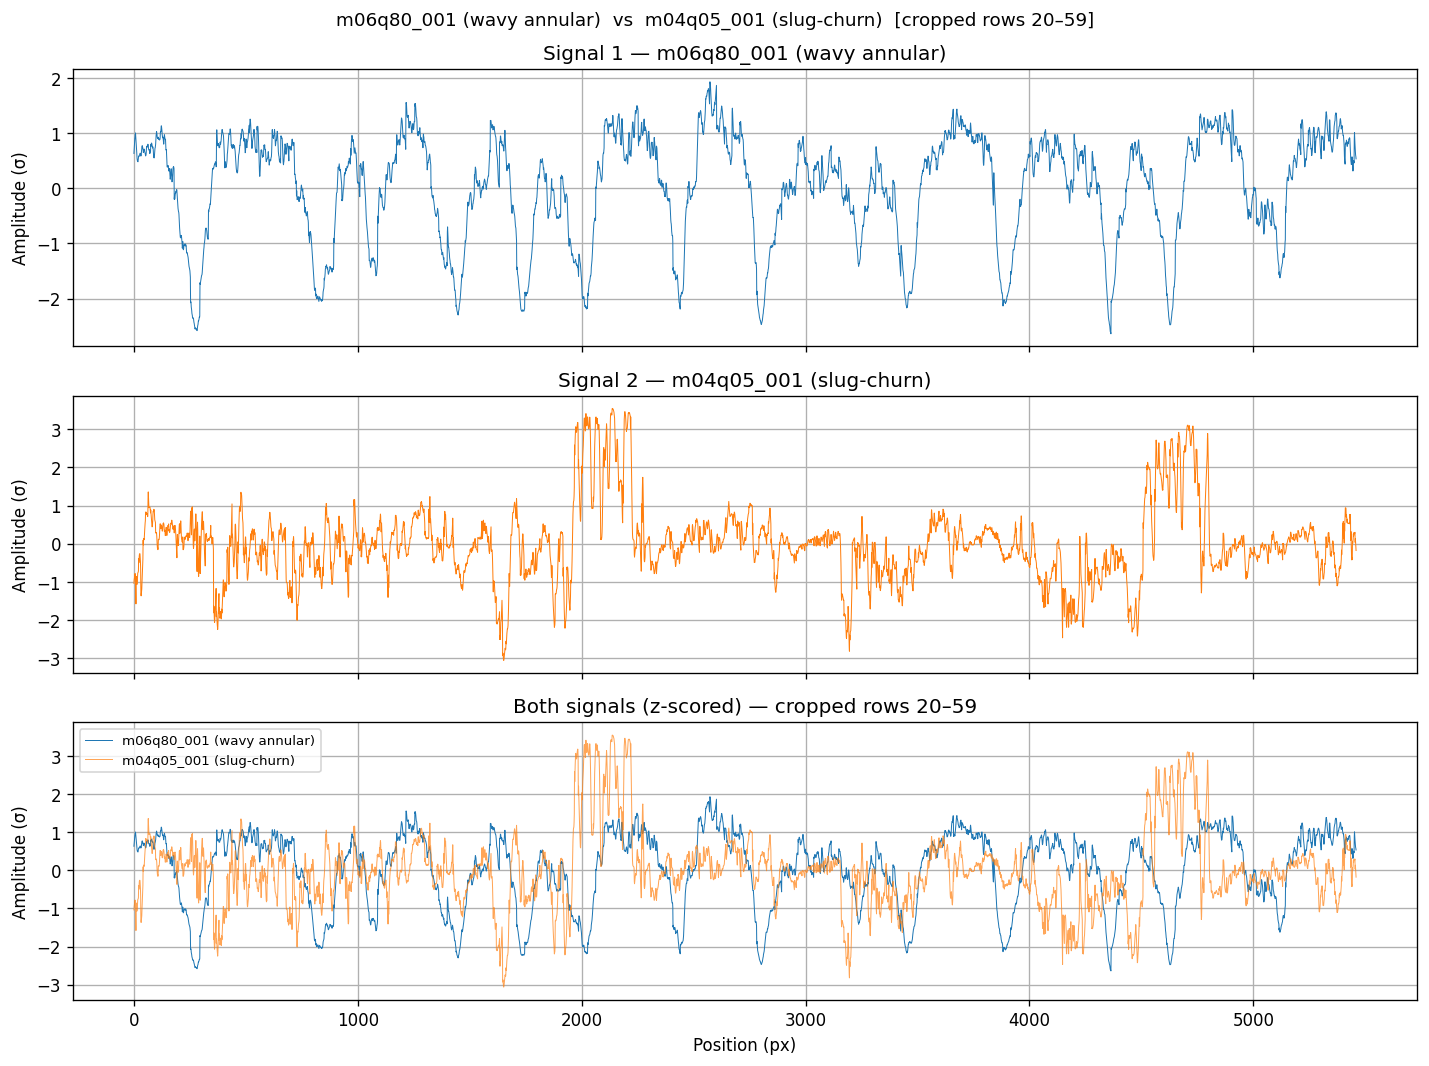 m06q80_001 (wavy annular)  vs  m04q05_001 (slug-churn)  [cropped rows 20–59]
Signal 1 — m06q80_001 (wavy annular)
2
1
0
−1
−2
Amplitude (σ)
Signal 2 — m04q05_001 (slug-churn)
3
2
1
0
−1
−2
−3
Amplitude (σ)
Both signals (z-scored) — cropped rows 20–59
m06q80_001 (wavy annular)
m04q05_001 (slug-churn)
3
2
1
0
−1
−2
−3
Amplitude (σ)
0 1000 2000 3000 4000 5000
Position (px)